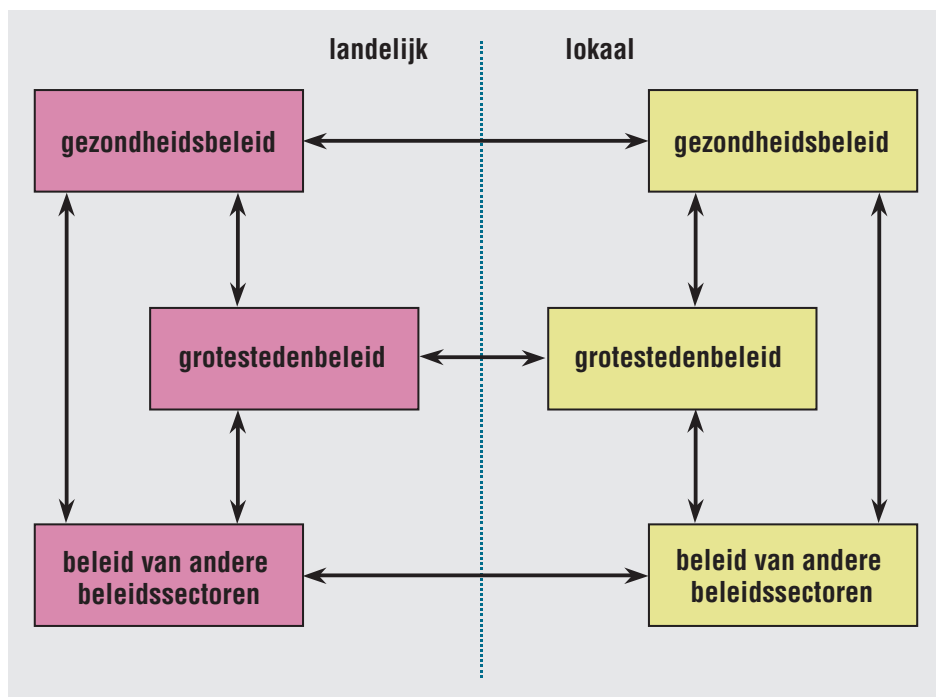 landelijk
lokaal
gezondheidsbeleid
gezondheidsbeleid
grotestedenbeleid
grotestedenbeleid
beleid van andere
beleidssectoren
beleid van andere
beleidssectoren